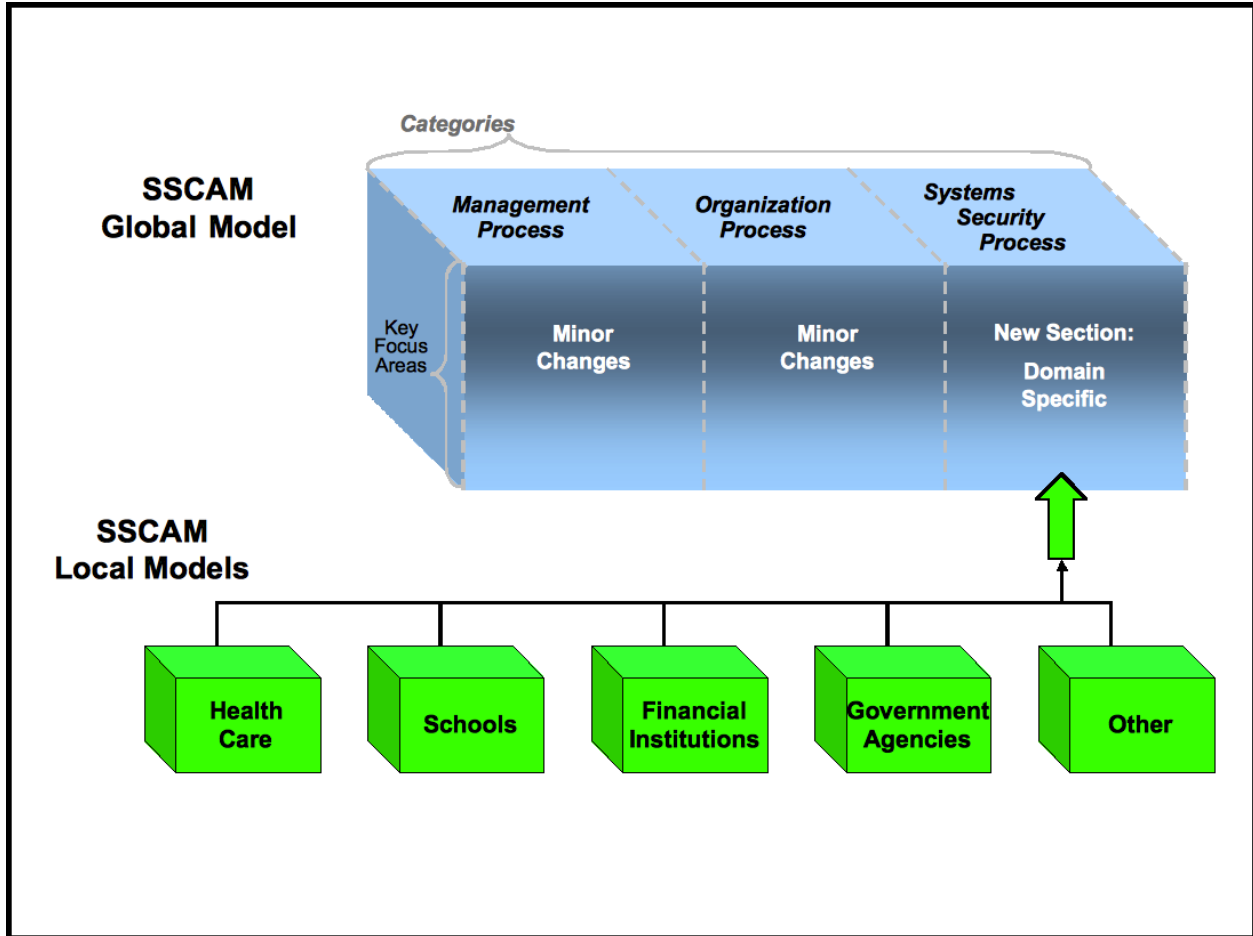 Categories
SSCAM
Global Model
Management
Process
Organization
Process
Systems
Security
Process
Key
Focus
Areas
Minor
Changes
Minor
Changes
New Section:
Domain
Specific
SSCAM
Local Models
Health
Care
Schools
Financial
Institutions
Government
Agencies
Other